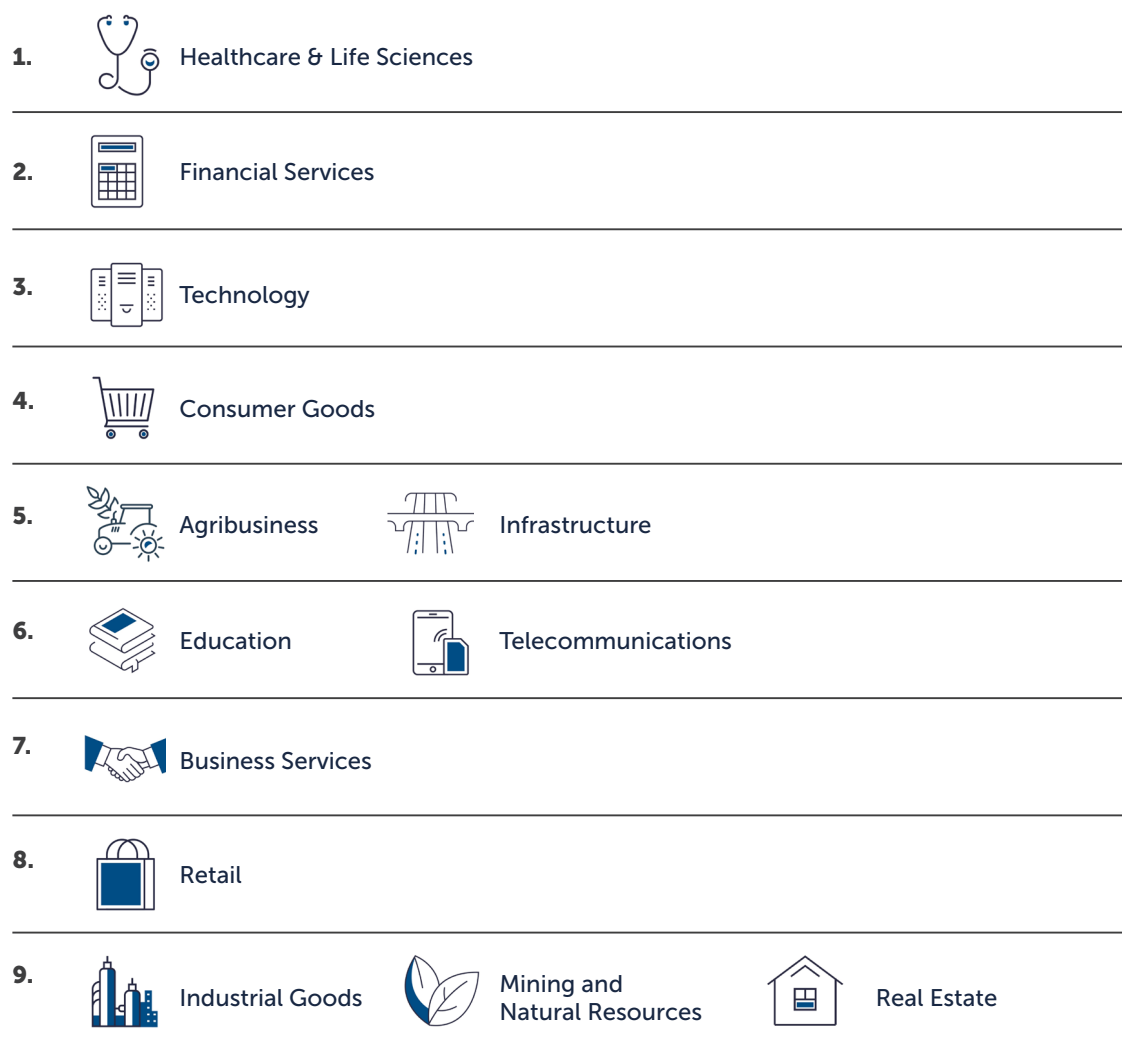 1. Healthcare & Life Sciences
2. Financial Services
3. Technology
4. Consumer Goods
5. Agribusiness Infrastructure
6. Education Telecommunications
7. Business Services
8. Retail
9. Industrial Goods Mining and
Natural Resources Real Estate